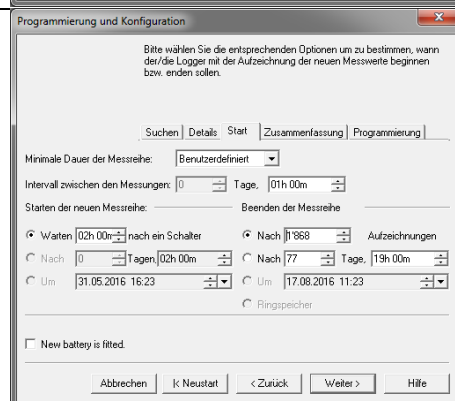 Programmierung und Konfiguration
Bitte wählen Sie die entsprechenden Optionen um zu bestimmen, wann
der/die Logger mit der Aufzeichnung der neuen Messwerte beginnen
bzw. enden sollen.
Suchen Details Start Zusammenfassung Programmierung
Minimale Dauer der Messreihe: Benutzerdefiniert
Intervall zwischen den Messungen: 0 Tage, 01h 00m
Starten der neuen Messreihe: Beenden der Messreihe
Warten 02h 00m nach ein Schalter Nach 1'868 Aufzeichnungen
Nach 0 Tagen, 02h 00m Nach 77 Tage, 19h 00m
Um 31.05.2016 16:23 Um 17.08.2016 11:23
Ringspeicher
New battery is fitted.
Abbrechen |< Neustart < Zurück Weiter > Hilfe